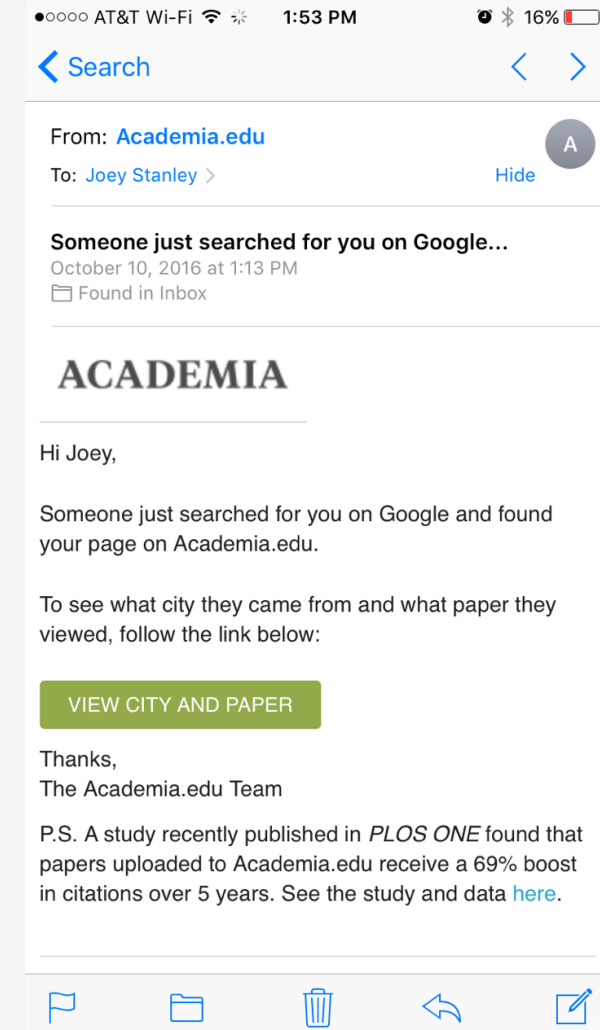 AT&T Wi-Fi 1:53 PM 16%
Search
From: Academia.edu
A
To: Joey Stanley Hide
Someone just searched for you on Google...
October 10, 2016 at 1:13 PM
Found in Inbox
ACADEMIA
Hi Joey,
Someone just searched for you on Google and found
your page on Academia.edu.
To see what city they came from and what paper they
viewed, follow the link below:
VIEW CITY AND PAPER
Thanks,
The Academia.edu Team
P.S. A study recently published in PLOS ONE found that
papers uploaded to Academia.edu receive a 69% boost
in citations over 5 years. See the study and data here.